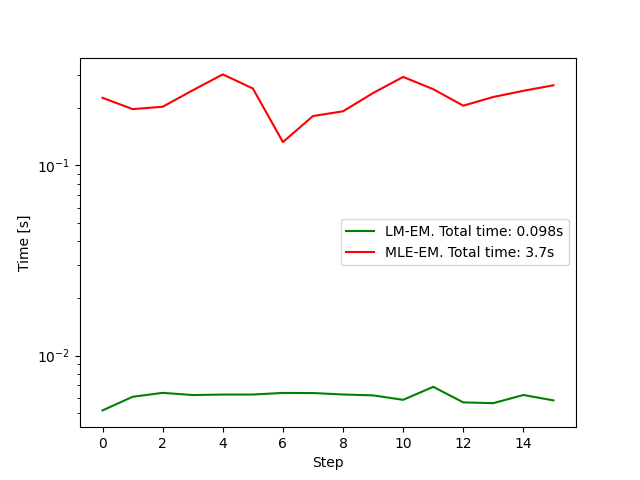 Time [s]
10⁻¹
10⁻²
LM-EM. Total time: 0.098s
MLE-EM. Total time: 3.7s
0 2 4 6 8 10 12 14
Step